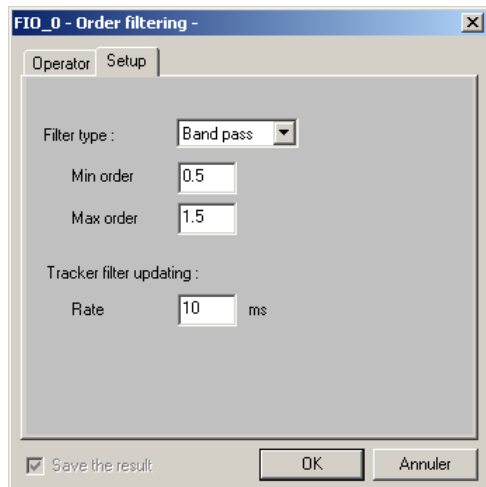 FIO_0 - Order filtering -
Operator Setup
Filter type : Band pass
Min order 0.5
Max order 1.5
Tracker filter updating :
Rate 10 ms
Save the result OK Annuler